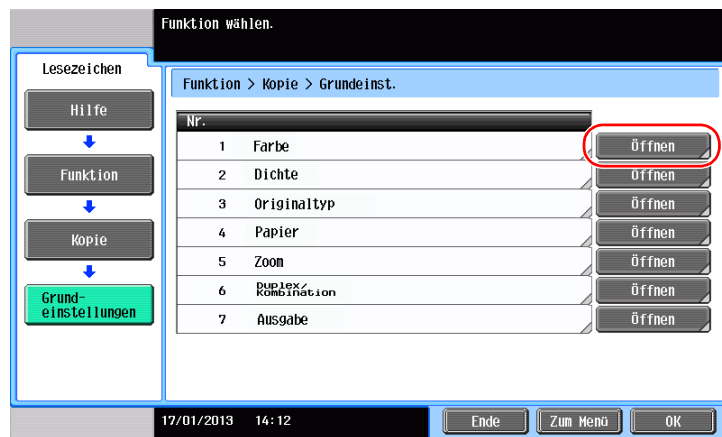 Funktion wählen.
Lesezeichen
Hilfe
Funktion
Kopie
Grund-
einstellungen
Funktion > Kopie > Grundeinst.
Nr.
1 Farbe Öffnen
2 Dichte Öffnen
3 Originaltyp Öffnen
4 Papier Öffnen
5 Zoom Öffnen
6 Duplex/
Kombination Öffnen
7 Ausgabe Öffnen
17/01/2013 14:12 Ende Zum Menü OK